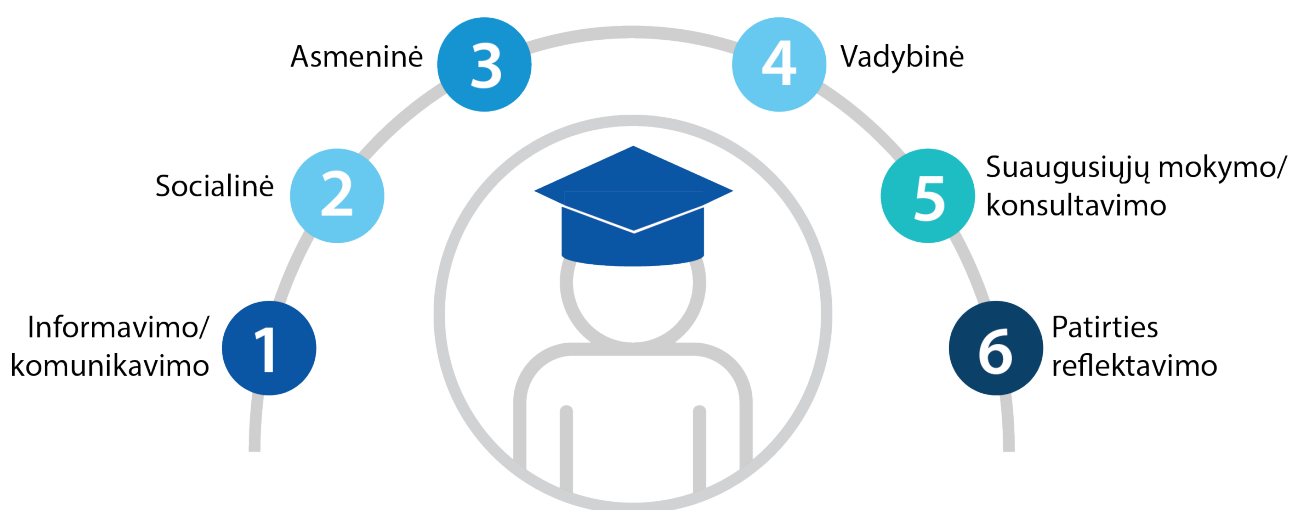 1
Informavimo/
komunikavimo
2
Socialinė
3
Asmeninė
4
Vadybinė
5
Suaugusiųjų mokymo/
konsultavimo
6
Patirties
reflektavimo